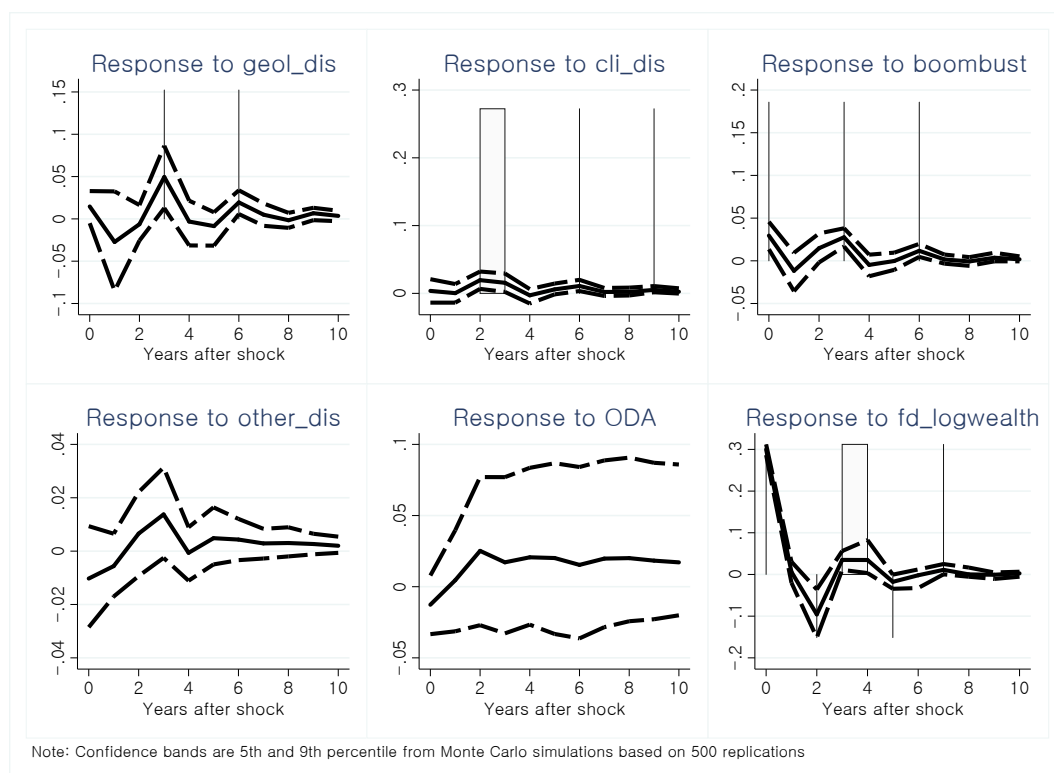 Response to geol_dis
.15
.1
.05
0
-.05
-.1
0 2 4 6 8 10
Years after shock
Response to cli_dis
.3
.2
.1
0
0 2 4 6 8 10
Years after shock
Response to boombust
.2
.15
.1
.05
0
-.05
0 2 4 6 8 10
Years after shock
Response to other_dis
.04
.02
0
-.02
-.04
0 2 4 6 8 10
Years after shock
Response to ODA
.1
.05
0
-.05
0 2 4 6 8 10
Years after shock
Response to fd_logwealth
.3
.2
.1
0
-.1
-.2
0 2 4 6 8 10
Years after shock
Note: Confidence bands are 5th and 9th percentile from Monte Carlo simulations based on 500 replications